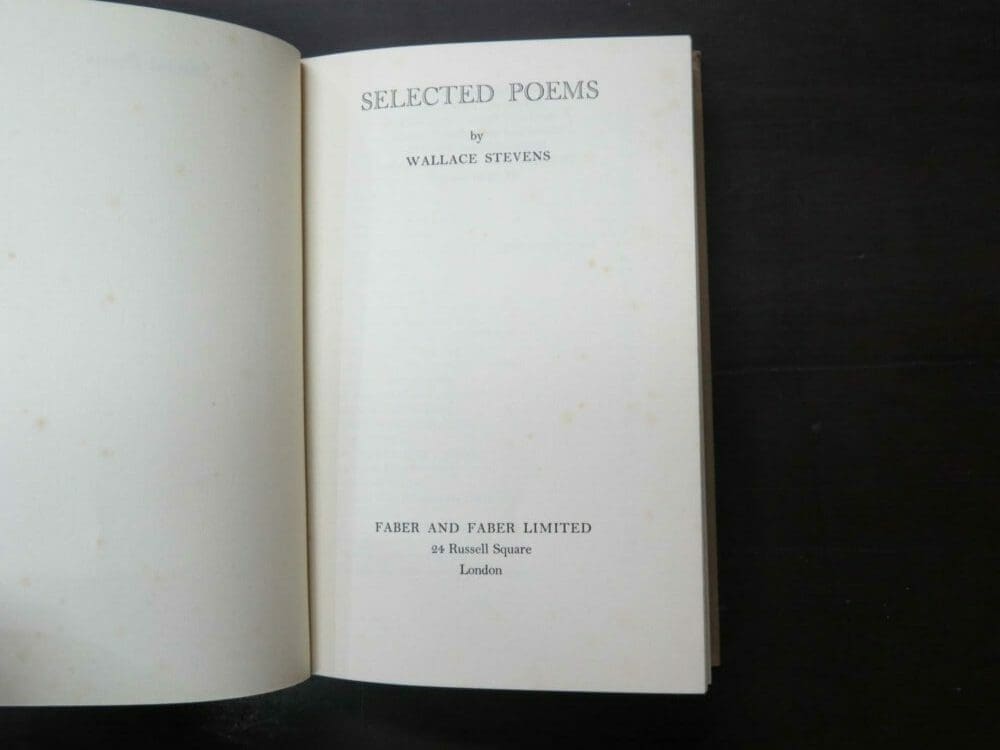 SELECTED POEMS
by
WALLACE STEVENS
FABER AND FABER LIMITED
24 Russell Square
London